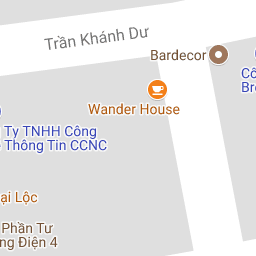 Trần Khánh Dư
Bardecor
Wander House
Cô
Bro
Ty TNHH Công
Thông Tin CCNC
ại Lộc
Phần Tư
ng Điện 4